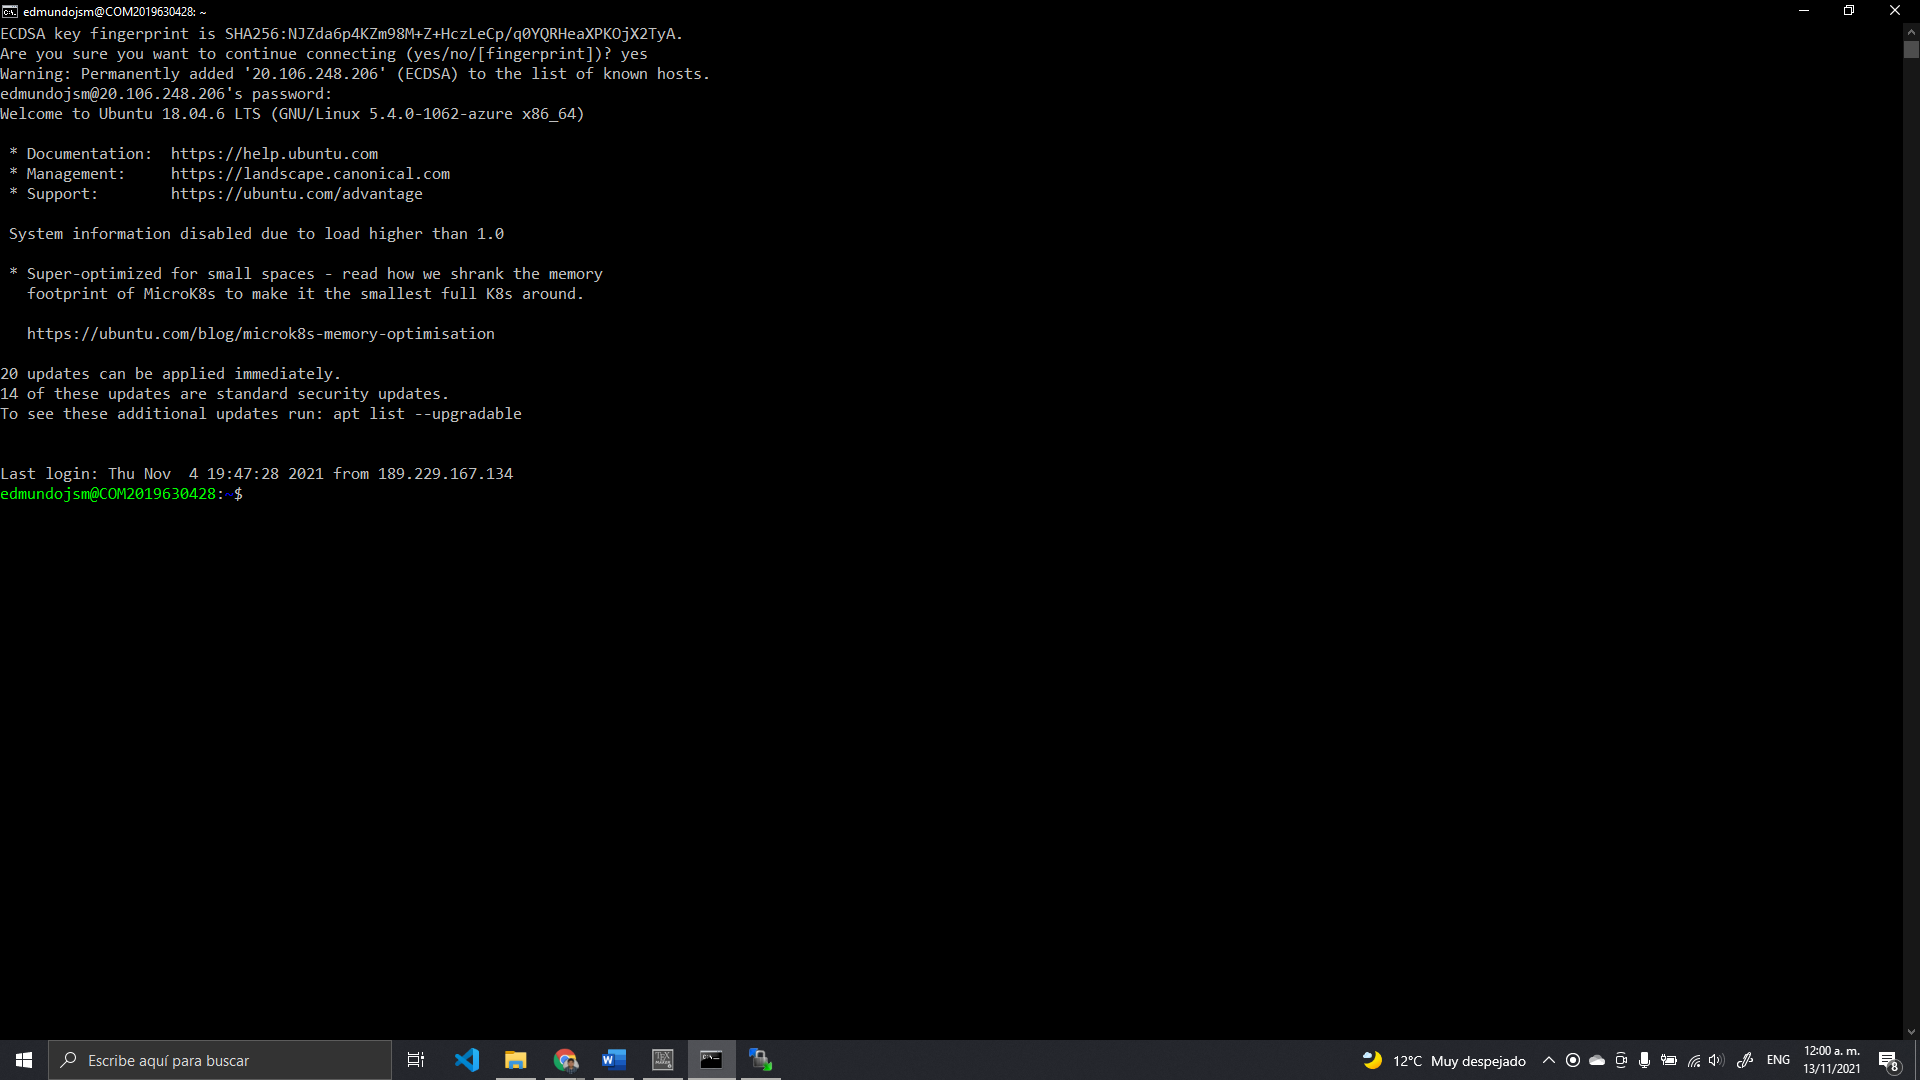 edmundojsm@COM2019630428: ~
ECDSA key fingerprint is SHA256:NJZda6p4KZm98M+Z+HczLeCp/q0YQRHeaXPKOjX2TyA.
Are you sure you want to continue connecting (yes/no/[fingerprint])? yes
Warning: Permanently added '20.106.248.206' (ECDSA) to the list of known hosts.
edmundojsm@20.106.248.206's password:
Welcome to Ubuntu 18.04.6 LTS (GNU/Linux 5.4.0-1062-azure x86_64)
* Documentation:  https://help.ubuntu.com
* Management:     https://landscape.canonical.com
* Support:        https://ubuntu.com/advantage
System information disabled due to load higher than 1.0
* Super-optimized for small spaces - read how we shrank the memory
footprint of MicroK8s to make it the smallest full K8s around.
https://ubuntu.com/blog/microk8s-memory-optimisation
20 updates can be applied immediately.
14 of these updates are standard security updates.
To see these additional updates run: apt list --upgradable
Last login: Thu Nov  4 19:47:28 2021 from 189.229.167.134
edmundojsm@COM2019630428:~$
Escribe aquí para buscar
12°C Muy despejado
ENG
12:00 a. m.
13/11/2021
8